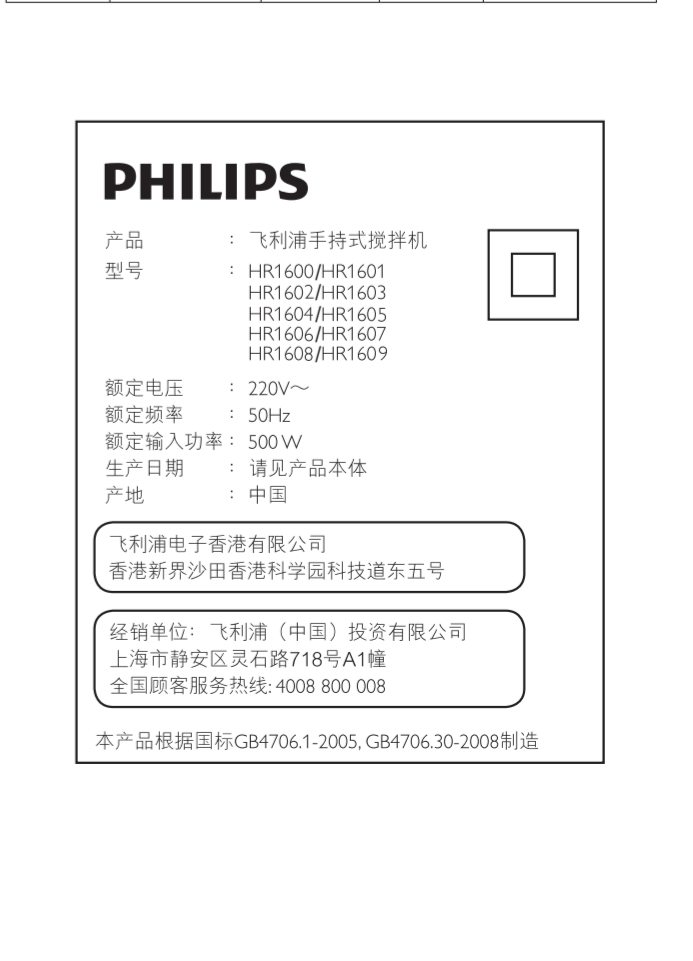 PHILIPS
产品 : 飞利浦手持式搅拌机
型号 : HR1600/HR1601
HR1602/HR1603
HR1604/HR1605
HR1606/HR1607
HR1608/HR1609
额定电压 : 220V～
额定频率 : 50Hz
额定输入功率 : 500 W
生产日期 : 请见产品本体
产地 : 中国
飞利浦电子香港有限公司
香港新界沙田香港科学园科技道东五号
经销单位: 飞利浦（中国）投资有限公司
上海市静安区灵石路718号A1幢
全国顾客服务热线: 4008 800 008
本产品根据国标GB4706.1-2005, GB4706.30-2008制造